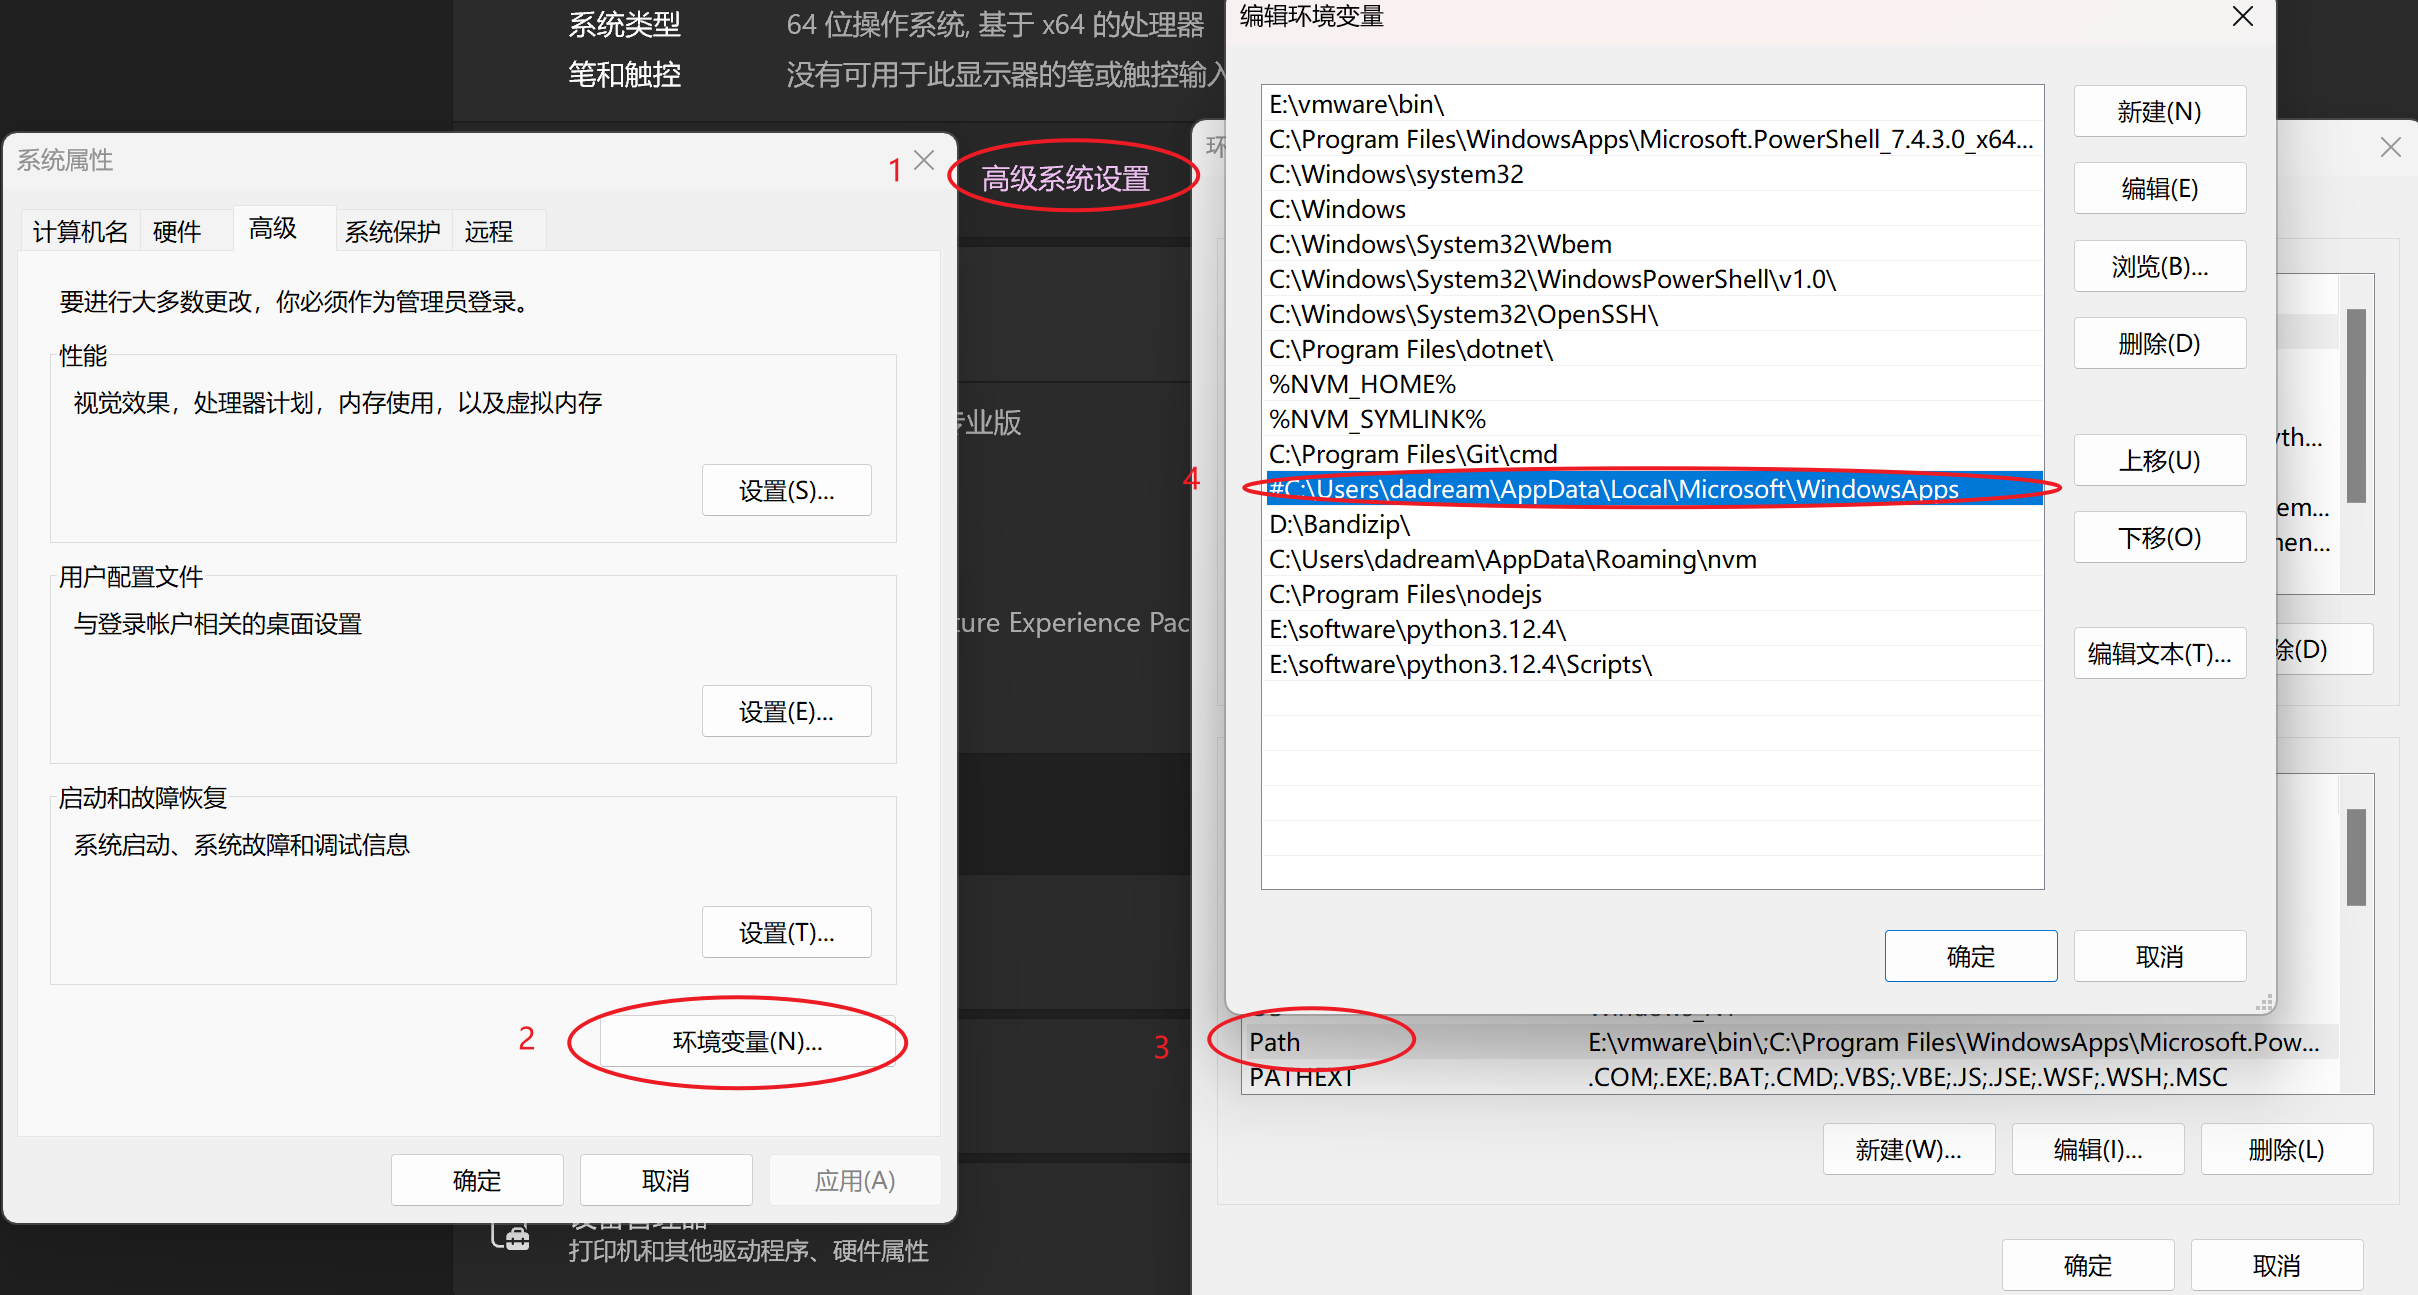 系统类型 64 位操作系统, 基于 x64 的处理器
笔和触控 没有可用于此显示器的笔或触控输入
1
高级系统设置
专业版
ture Experience Pac
打印机和其他驱动程序、硬件属性
系统属性
计算机名 硬件 高级 系统保护 远程
要进行大多数更改，你必须作为管理员登录。
性能
视觉效果，处理器计划，内存使用，以及虚拟内存
设置(S)...
用户配置文件
与登录帐户相关的桌面设置
设置(E)...
启动和故障恢复
系统启动、系统故障和调试信息
设置(T)...
2
环境变量(N)...
确定 取消 应用(A)
编辑环境变量
E:\vmware\bin\
C:\Program Files\WindowsApps\Microsoft.PowerShell_7.4.3.0_x64...
C:\Windows\system32
C:\Windows
C:\Windows\System32\Wbem
C:\Windows\System32\WindowsPowerShell\v1.0\
C:\Windows\System32\OpenSSH\
C:\Program Files\dotnet\
%NVM_HOME%
%NVM_SYMLINK%
C:\Program Files\Git\cmd
4
#C:\Users\dadream\AppData\Local\Microsoft\WindowsApps
D:\Bandizip\
C:\Users\dadream\AppData\Roaming\nvm
C:\Program Files\nodejs
E:\software\python3.12.4\
E:\software\python3.12.4\Scripts\
新建(N)
编辑(E)
浏览(B)...
删除(D)
上移(U)
下移(O)
编辑文本(T)...
确定 取消
yth...
em...
nen...
除(D)
3
Path E:\vmware\bin\;C:\Program Files\WindowsApps\Microsoft.Pow...
PATHEXT .COM;.EXE;.BAT;.CMD;.VBS;.VBE;.JS;.JSE;.WSF;.WSH;.MSC
新建(W)... 编辑(I)... 删除(L)
确定 取消